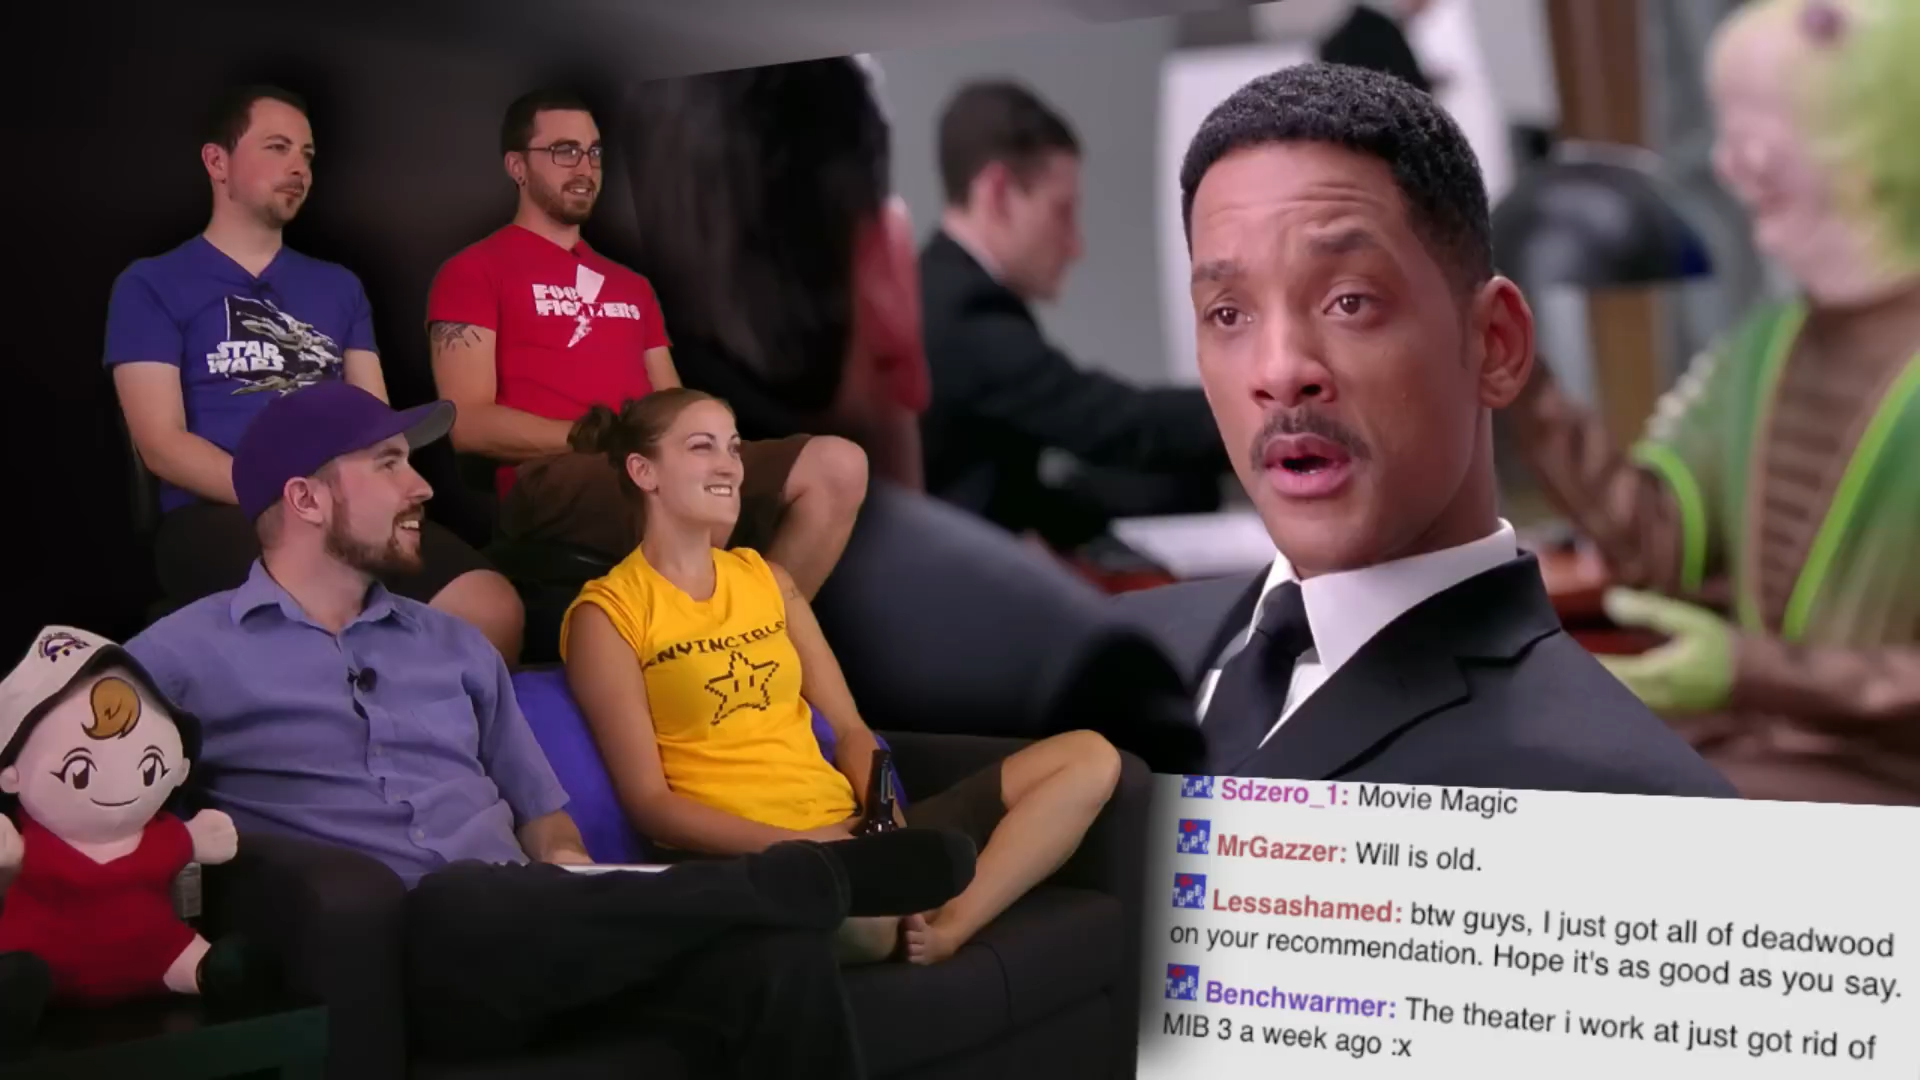 STAR
WARS
FOO
FIGHTERS
INVINCIBLE
Sdzero_1: Movie Magic
MrGazzer: Will is old.
Lessashamed: btw guys, I just got all of deadwood
on your recommendation. Hope it's as good as you say.
Benchwarmer: The theater i work at just got rid of
MIB 3 a week ago :x